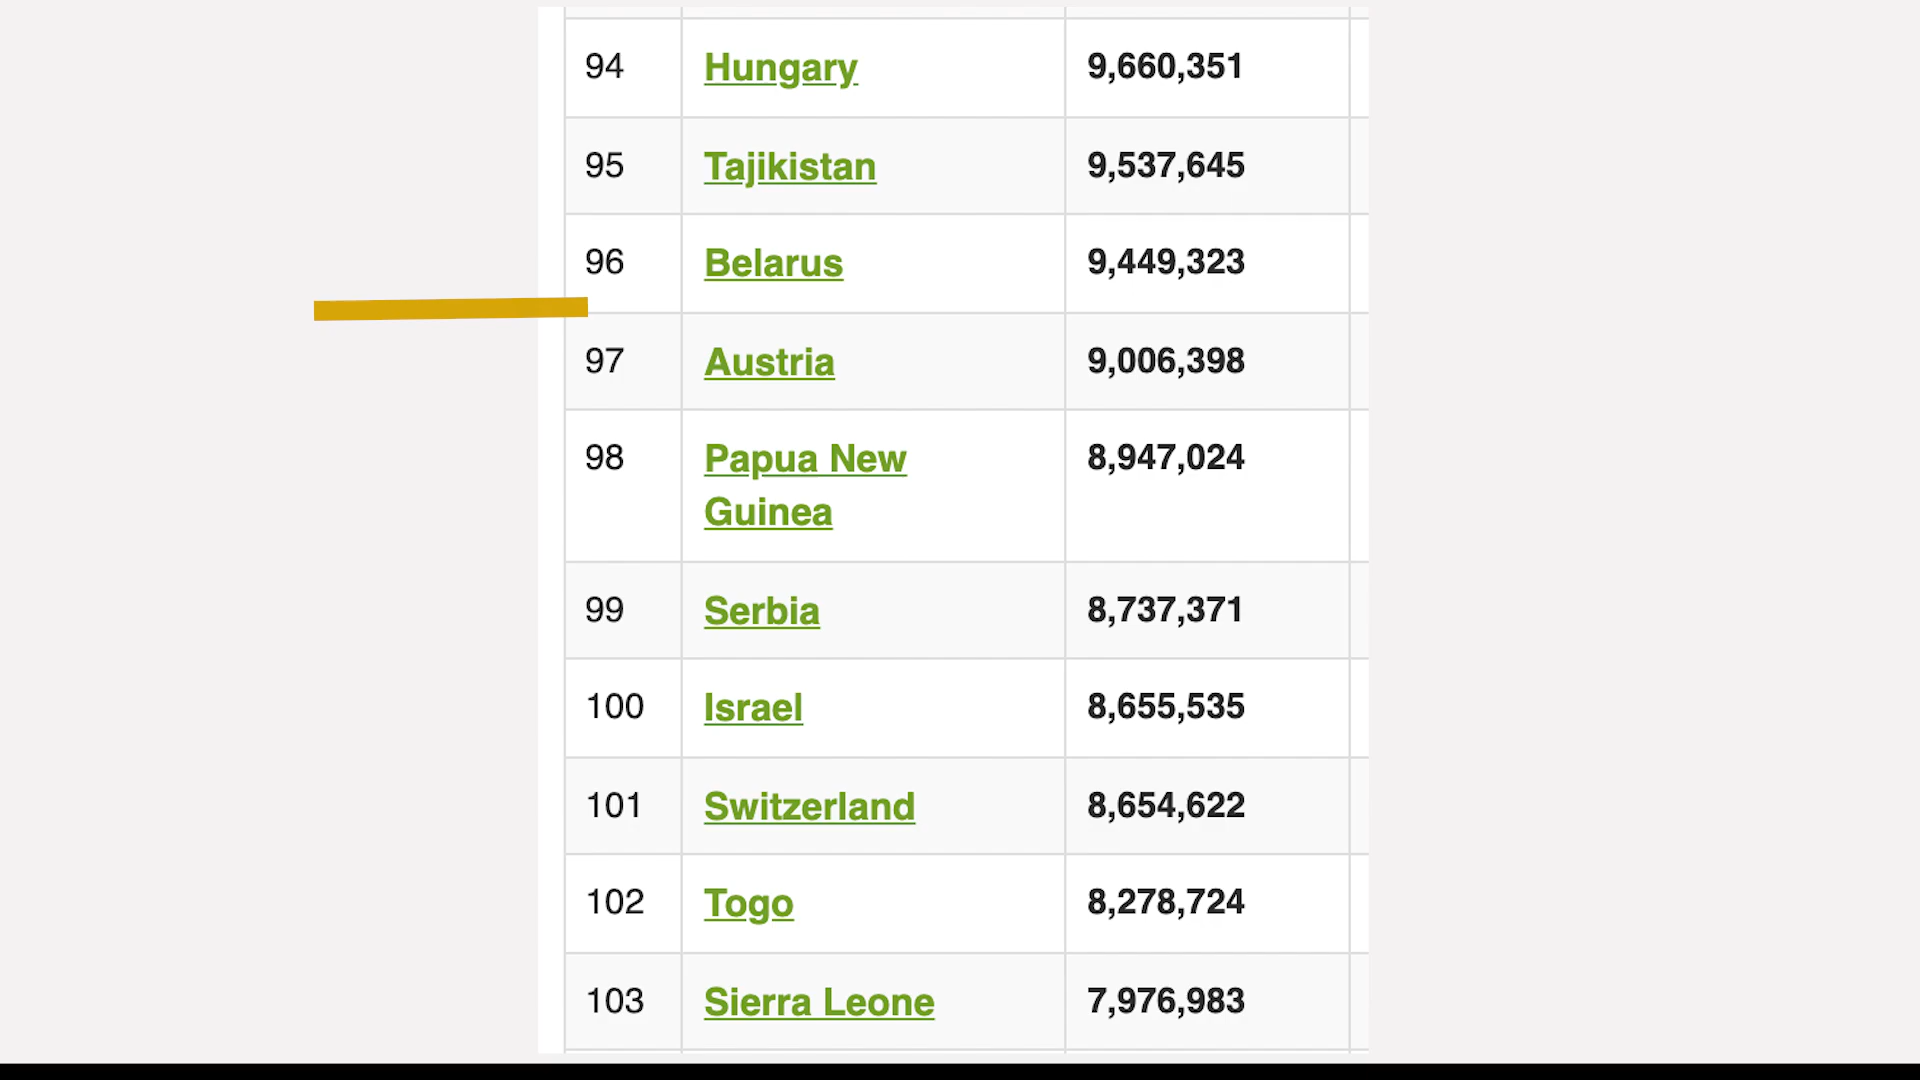 94 Hungary 9,660,351
95 Tajikistan 9,537,645
96 Belarus 9,449,323
97 Austria 9,006,398
98 Papua New 8,947,024
Guinea
99 Serbia 8,737,371
100 Israel 8,655,535
101 Switzerland 8,654,622
102 Togo 8,278,724
103 Sierra Leone 7,976,983